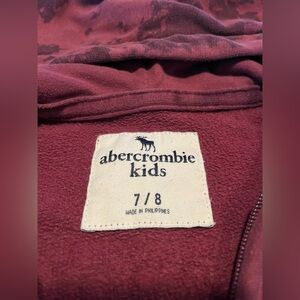 abercrombie
kids
7/8
MADE IN PHILIPPINES